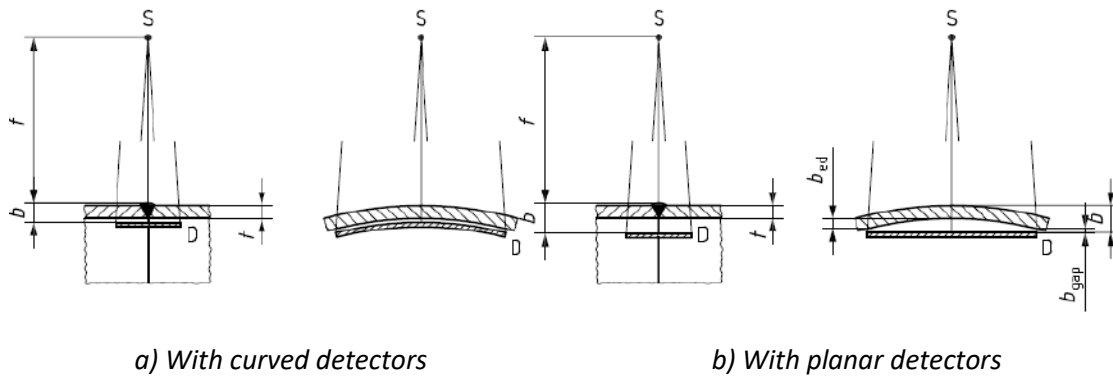 S
S
S
S
f
b
t
D
D
f
b
t
D
b_ed
b
b_gap
D
a) With curved detectors
b) With planar detectors